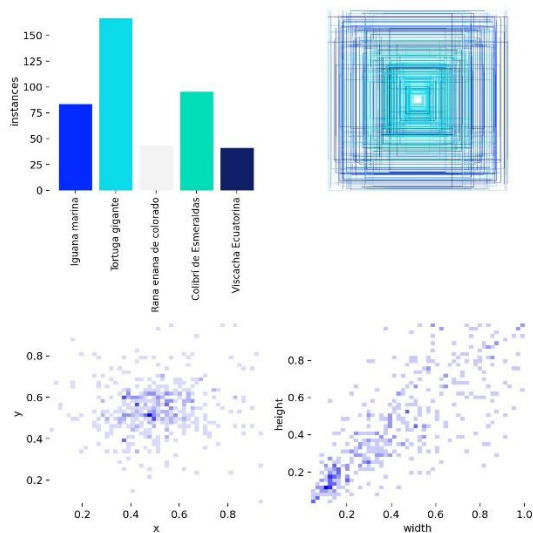 150
125
100
75
50
25
0
instances
Iguana marina
Tortuga gigante
Rana enana de colorado
Colibrí de Esmeraldas
Viscacha Ecuatorina
0.8
0.6
0.4
0.2
y
0.2 0.4 0.6 0.8
x
0.8
0.6
0.4
0.2
height
0.2 0.4 0.6 0.8 1.0
width